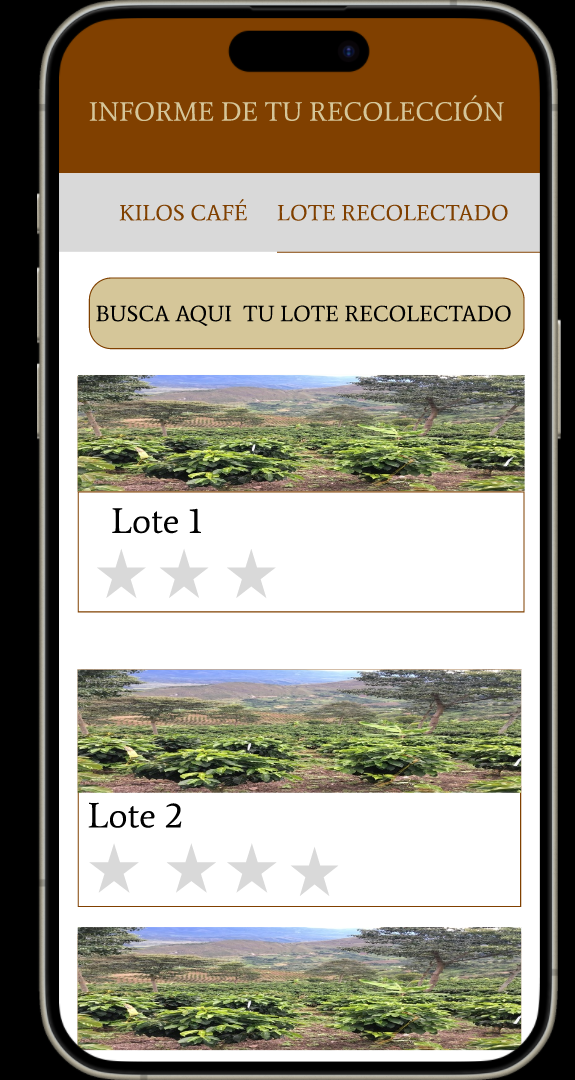 INFORME DE TU RECOLECCIÓN
KILOS CAFÉ LOTE RECOLECTADO
BUSCA AQUI TU LOTE RECOLECTADO
Lote 1
Lote 2